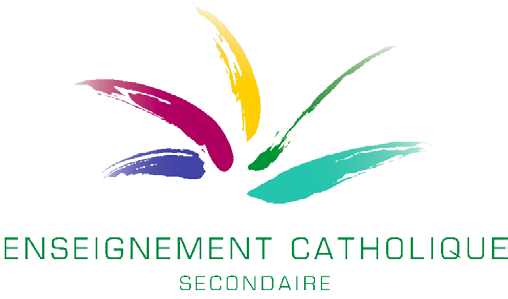 ENSEIGNEMENT CATHOLIQUE
SECONDAIRE